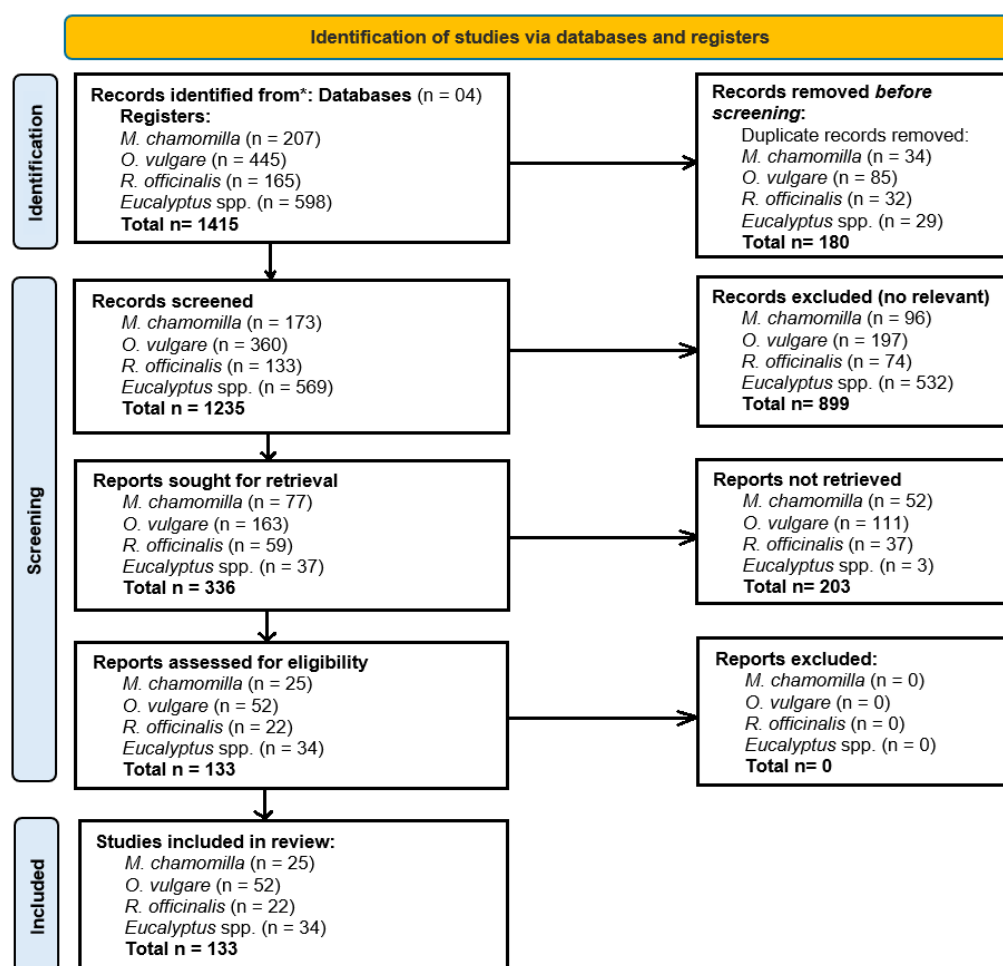 Identification of studies via databases and registers
Identification
Records identified from*: Databases (n = 04)
Registers:
M. chamomilla (n = 207)
O. vulgare (n = 445)
R. officinalis (n = 165)
Eucalyptus spp. (n = 598)
Total n= 1415
Records removed before
screening:
Duplicate records removed:
M. chamomilla (n = 34)
O. vulgare (n = 85)
R. officinalis (n = 32)
Eucalyptus spp. (n = 29)
Total n= 180
Screening
Records screened
M. chamomilla (n = 173)
O. vulgare (n = 360)
R. officinalis (n = 133)
Eucalyptus spp. (n = 569)
Total n = 1235
Records excluded (no relevant)
M. chamomilla (n = 96)
O. vulgare (n = 197)
R. officinalis (n = 74)
Eucalyptus spp. (n = 532)
Total n= 899
Reports sought for retrieval
M. chamomilla (n = 77)
O. vulgare (n = 163)
R. officinalis (n = 59)
Eucalyptus spp. (n = 37)
Total n = 336
Reports not retrieved
M. chamomilla (n = 52)
O. vulgare (n = 111)
R. officinalis (n = 37)
Eucalyptus spp. (n = 3)
Total n= 203
Reports assessed for eligibility
M. chamomilla (n = 25)
O. vulgare (n = 52)
R. officinalis (n = 22)
Eucalyptus spp. (n = 34)
Total n = 133
Reports excluded:
M. chamomilla (n = 0)
O. vulgare (n = 0)
R. officinalis (n = 0)
Eucalyptus spp. (n = 0)
Total n= 0
Included
Studies included in review:
M. chamomilla (n = 25)
O. vulgare (n = 52)
R. officinalis (n = 22)
Eucalyptus spp. (n = 34)
Total n = 133